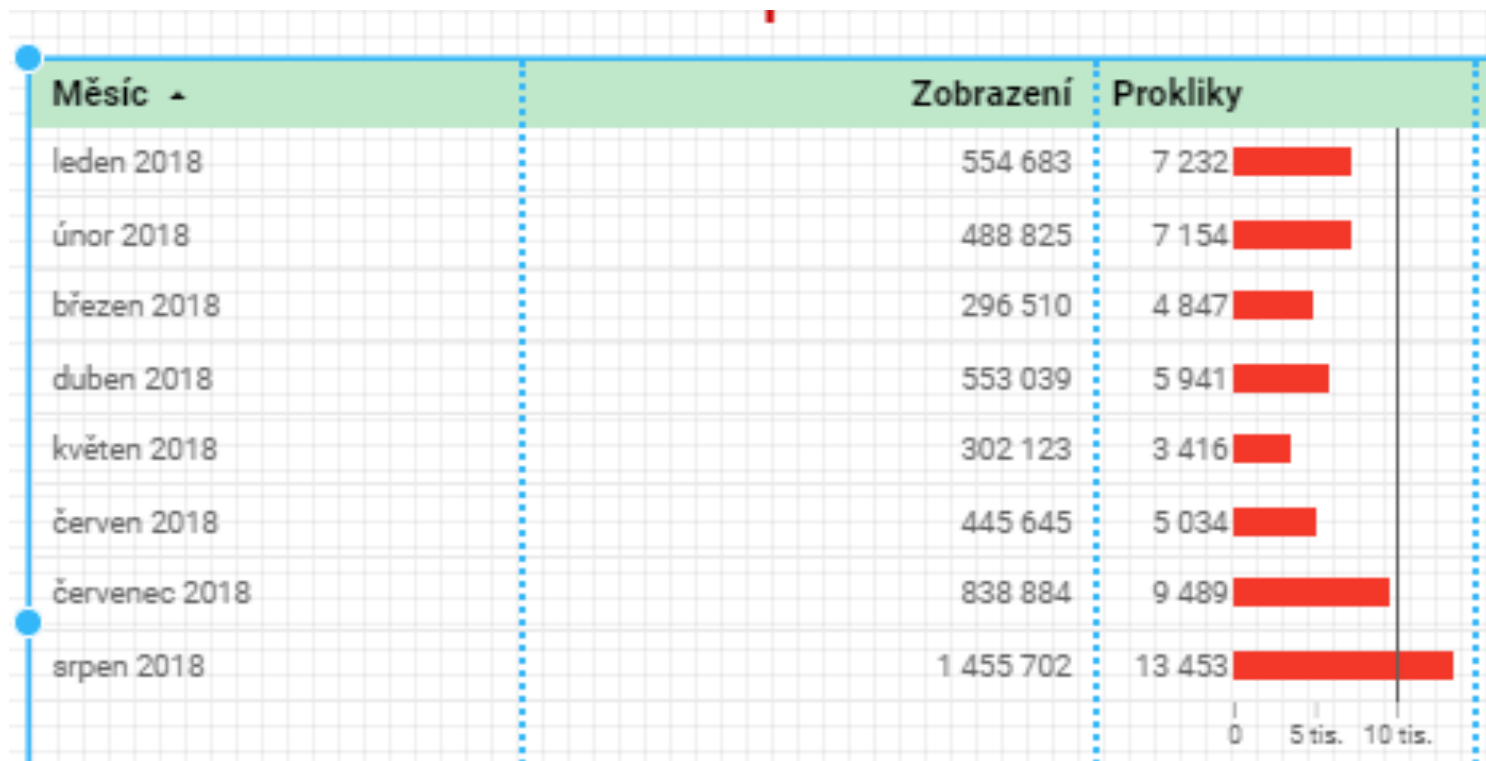 Měsíc Zobrazení Prokliky
leden 2018 554 683 7 232
únor 2018 488 825 7 154
březen 2018 296 510 4 847
duben 2018 553 039 5 941
květen 2018 302 123 3 416
červen 2018 445 645 5 034
červenec 2018 838 884 9 489
srpen 2018 1 455 702 13 453
0 5 tis. 10 tis.